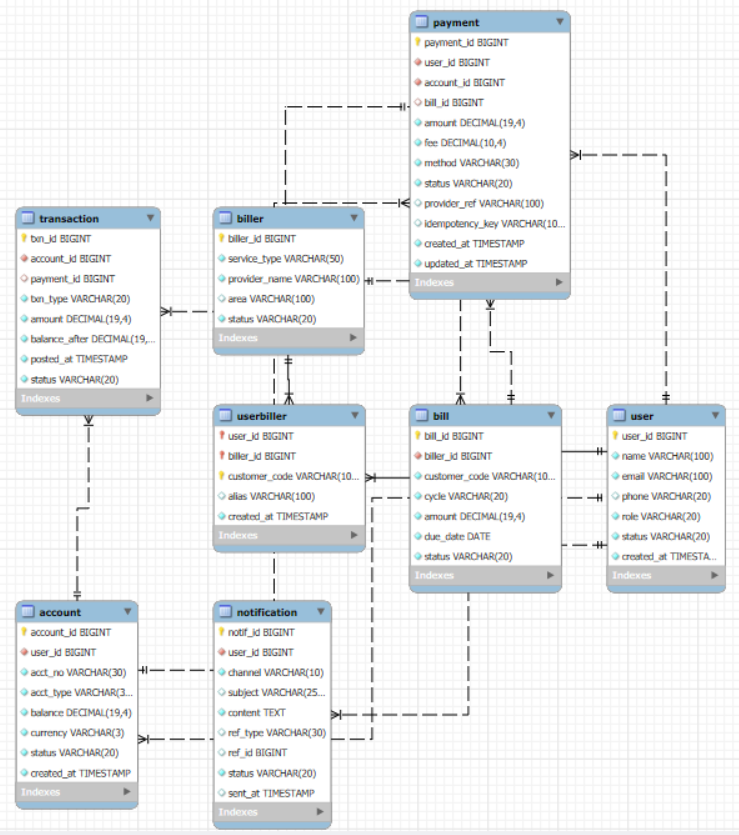 payment
payment_id BIGINT
user_id BIGINT
account_id BIGINT
bill_id BIGINT
amount DECIMAL(19,4)
fee DECIMAL(10,4)
method VARCHAR(30)
status VARCHAR(20)
provider_ref VARCHAR(100)
idempotency_key VARCHAR(10...
created_at TIMESTAMP
updated_at TIMESTAMP
Indexes
transaction
txn_id BIGINT
account_id BIGINT
payment_id BIGINT
txn_type VARCHAR(20)
amount DECIMAL(19,4)
balance_after DECIMAL(19,...
posted_at TIMESTAMP
status VARCHAR(20)
Indexes
biller
biller_id BIGINT
service_type VARCHAR(50)
provider_name VARCHAR(100)
area VARCHAR(100)
status VARCHAR(20)
Indexes
userbiller
user_id BIGINT
biller_id BIGINT
customer_code VARCHAR(10...
alias VARCHAR(100)
created_at TIMESTAMP
Indexes
bill
bill_id BIGINT
biller_id BIGINT
customer_code VARCHAR(10...
cycle VARCHAR(20)
amount DECIMAL(19,4)
due_date DATE
status VARCHAR(20)
Indexes
user
user_id BIGINT
name VARCHAR(100)
email VARCHAR(100)
phone VARCHAR(20)
role VARCHAR(20)
status VARCHAR(20)
created_at TIMESTA...
Indexes
account
account_id BIGINT
user_id BIGINT
acct_no VARCHAR(30)
acct_type VARCHAR(3...
balance DECIMAL(19,4)
currency VARCHAR(3)
status VARCHAR(20)
created_at TIMESTAMP
Indexes
notification
notif_id BIGINT
user_id BIGINT
channel VARCHAR(10)
subject VARCHAR(25...
content TEXT
ref_type VARCHAR(30)
ref_id BIGINT
status VARCHAR(20)
sent_at TIMESTAMP
Indexes